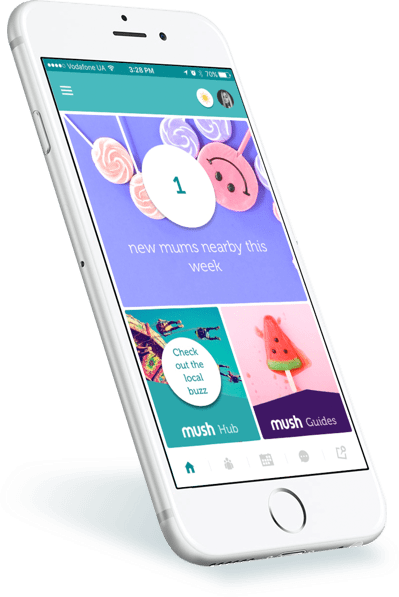 Vodafone UA 3:28 PM 70%
1
new mums nearby this
week
Check
out the
local
buzz
mush Hub
mush Guides